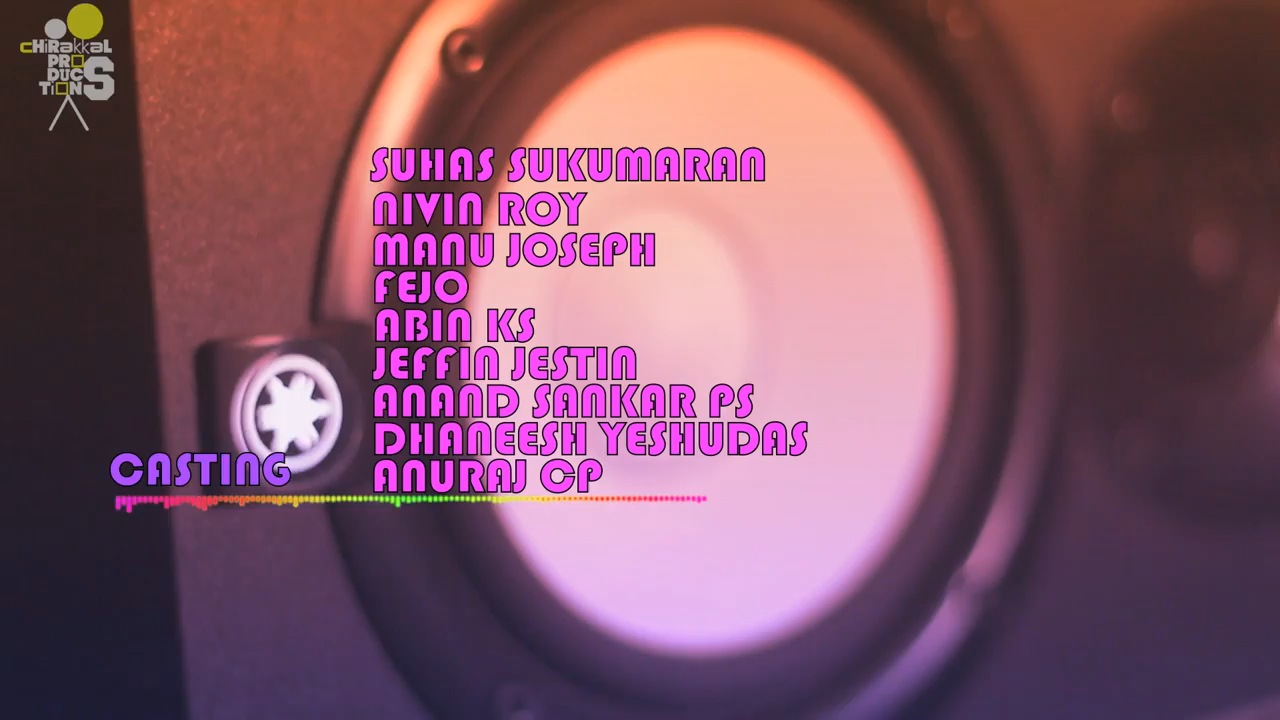 CHIRAKKAL
PRO
DUC
TIONS
SUHAS SUKUMARAN
NIVIN ROY
MANU JOSEPH
FEJO
ABIN KS
JEFFIN JESTIN
ANAND SANKAR PS
DHANEESH YESHUDAS
CASTING
ANURAJ CP